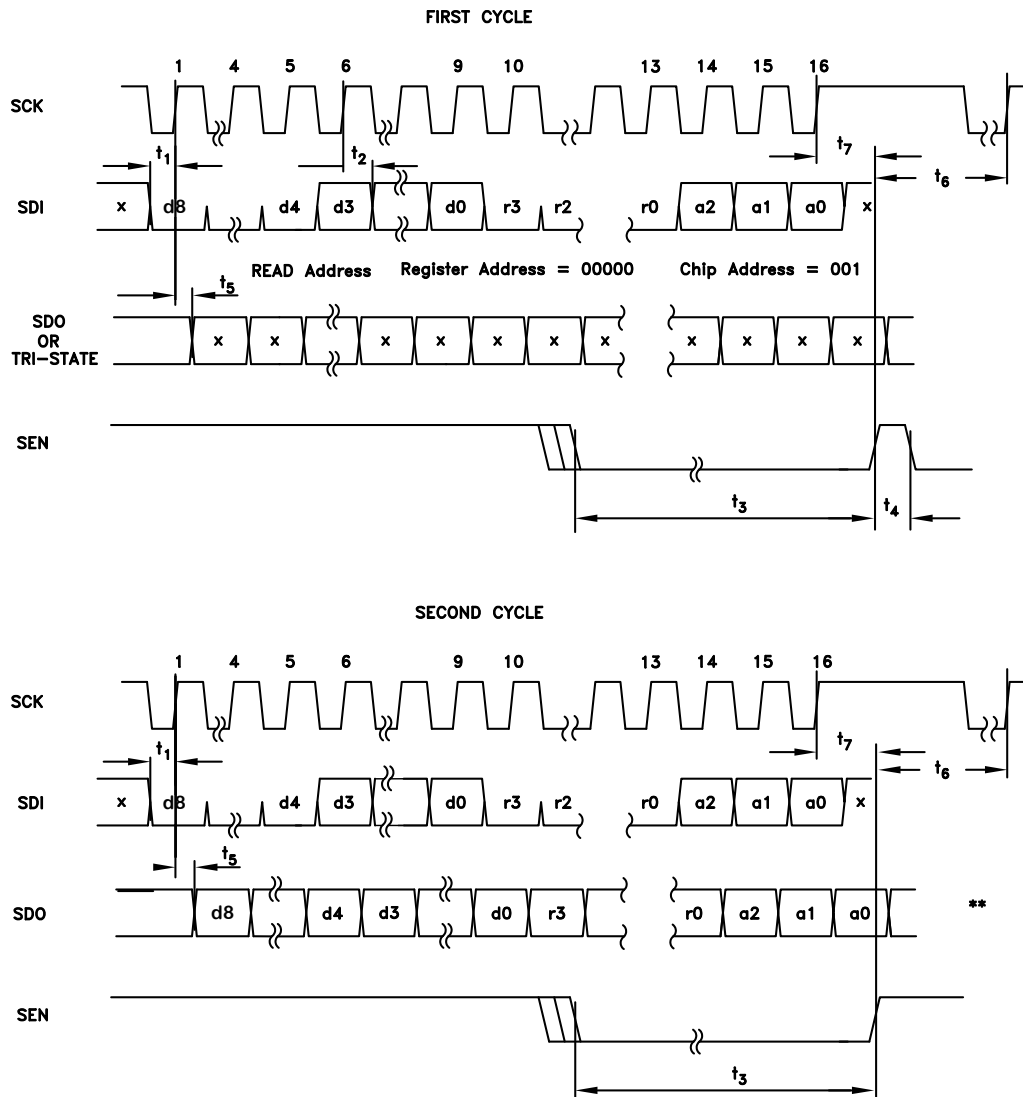 FIRST CYCLE
1 4 5 6 9 10 13 14 15 16
SCK
t1 t2 t7
t6
SDI x d8 d4 d3 d0 r3 r2 r0 a2 a1 a0 x
READ Address Register Address = 00000 Chip Address = 001
t5
SDO
OR
TRI-STATE
x x x x x x x x x x x
SEN
t3 t4
SECOND CYCLE
1 4 5 6 9 10 13 14 15 16
SCK
t1 t7
t6
SDI x d8 d4 d3 d0 r3 r2 r0 a2 a1 a0 x
t5
SDO d8 d4 d3 d0 r3 r0 a2 a1 a0 **
SEN
t3